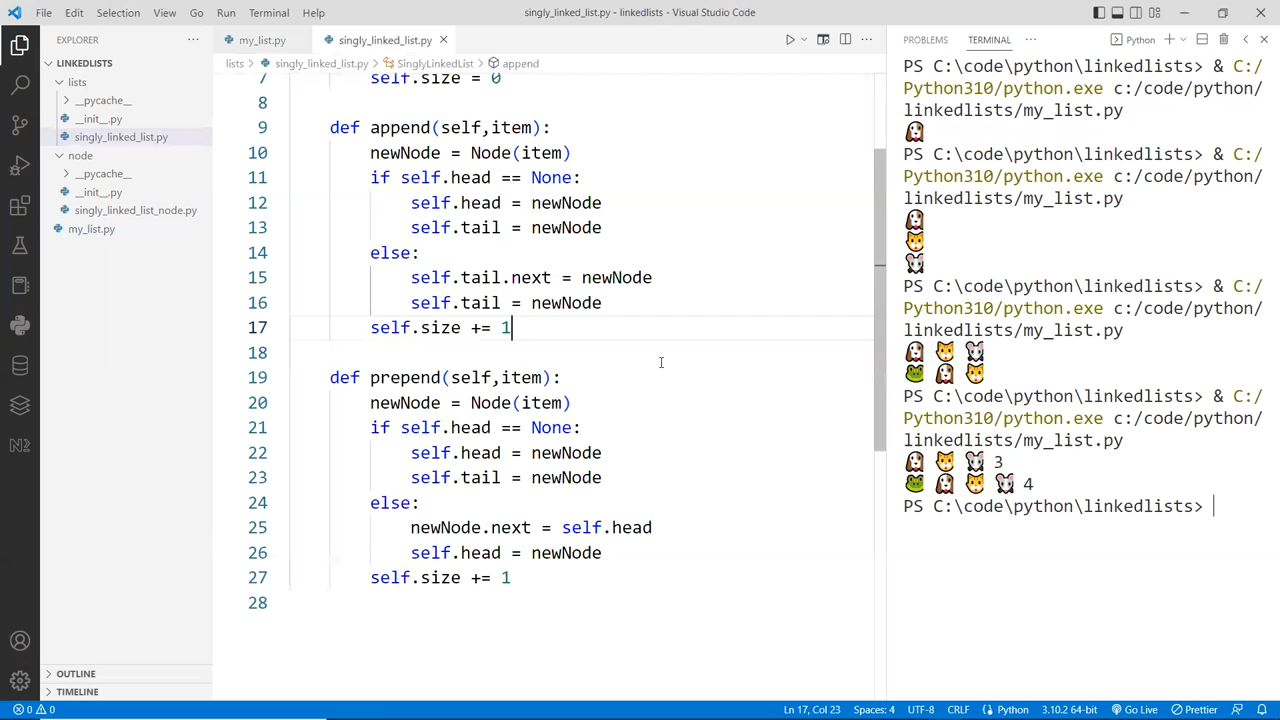 File Edit Selection View Go Run Terminal Help
singly_linked_list.py - linkedlists - Visual Studio Code
EXPLORER
LINKEDLISTS
lists
__pycache__
__init__.py
singly_linked_list.py
node
__pycache__
__init__.py
singly_linked_list_node.py
my_list.py
OUTLINE
TIMELINE
my_list.py singly_linked_list.py
lists > singly_linked_list.py > SinglyLinkedList > append
7 self.size = 0
8
9 def append(self,item):
10 newNode = Node(item)
11 if self.head == None:
12 self.head = newNode
13 self.tail = newNode
14 else:
15 self.tail.next = newNode
16 self.tail = newNode
17 self.size += 1
18
19 def prepend(self,item):
20 newNode = Node(item)
21 if self.head == None:
22 self.head = newNode
23 self.tail = newNode
24 else:
25 newNode.next = self.head
26 self.head = newNode
27 self.size += 1
28
PROBLEMS TERMINAL Python
PS C:\code\python\linkedlists> & C:/
Python310/python.exe c:/code/python/
linkedlists/my_list.py
🐶
PS C:\code\python\linkedlists> & C:/
Python310/python.exe c:/code/python/
linkedlists/my_list.py
🐶
🐱
🐭
PS C:\code\python\linkedlists> & C:/
Python310/python.exe c:/code/python/
linkedlists/my_list.py
🐶 🐱 🐭
🐸 🐶 🐱
PS C:\code\python\linkedlists> & C:/
Python310/python.exe c:/code/python/
linkedlists/my_list.py
🐶 🐱 🐭 3
🐸 🐶 🐱 🐭 4
PS C:\code\python\linkedlists>
0 0 Ln 17, Col 23 Spaces: 4 UTF-8 CRLF Python 3.10.2 64-bit Go Live Prettier